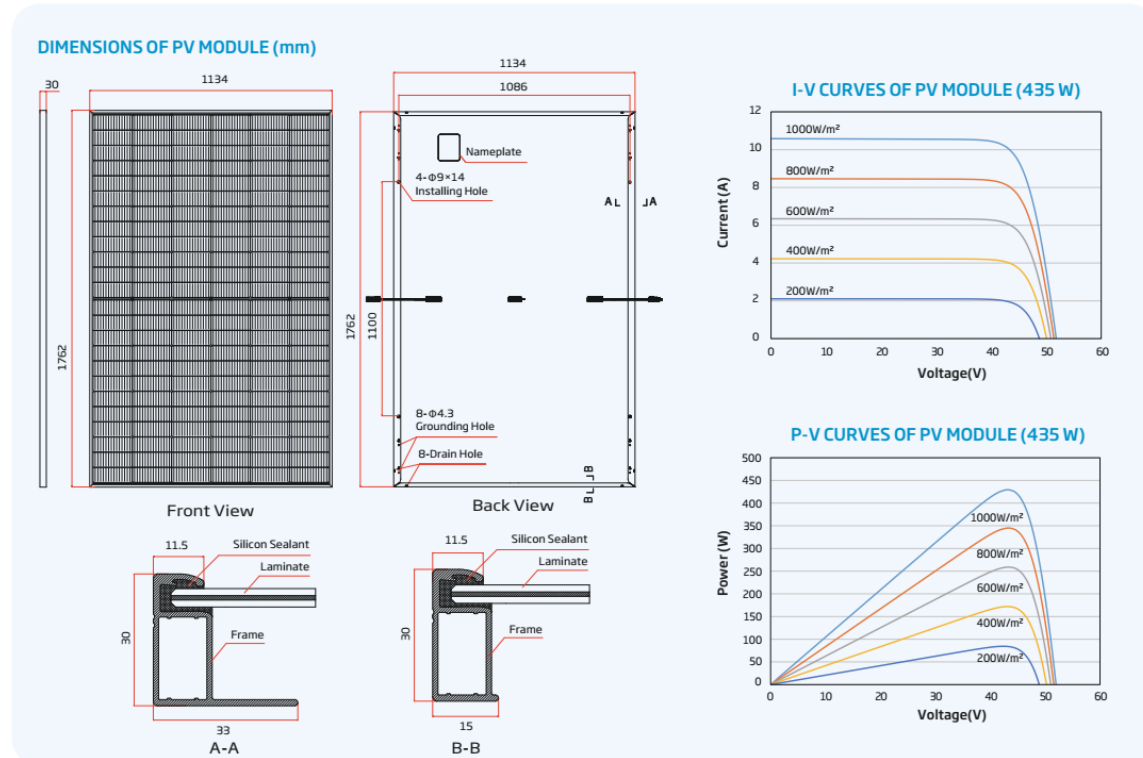 DIMENSIONS OF PV MODULE (mm)
30
1134
1762
Front View
1134
1086
Nameplate
4-Φ9×14
Installing Hole
A
A
1762
1100
8-Φ4.3
Grounding Hole
8-Drain Hole
B
B
Back View
11.5
Silicon Sealant
Laminate
30
Frame
33
A-A
11.5
Silicon Sealant
Laminate
30
Frame
15
B-B
I-V CURVES OF PV MODULE (435 W)
12
10
8
6
4
2
0
Current (A)
1000W/m²
800W/m²
600W/m²
400W/m²
200W/m²
0 10 20 30 40 50 60
Voltage(V)
P-V CURVES OF PV MODULE (435 W)
500
450
400
350
300
250
200
150
100
50
0
Power (W)
1000W/m²
800W/m²
600W/m²
400W/m²
200W/m²
0 10 20 30 40 50 60
Voltage(V)